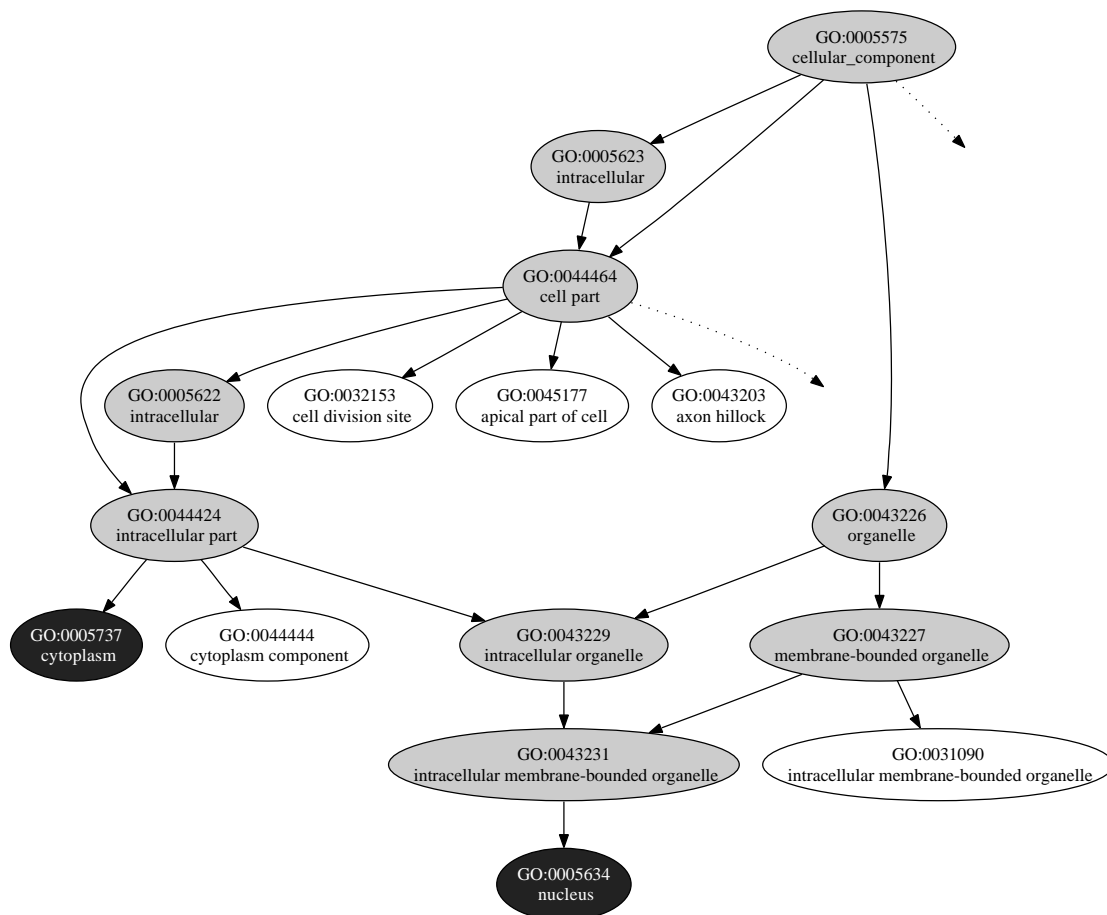 GO:0005575
cellular_component
GO:0005623
intracellular
GO:0044464
cell part
GO:0005622
intracellular
GO:0032153
cell division site
GO:0045177
apical part of cell
GO:0043203
axon hillock
GO:0044424
intracellular part
GO:0043226
organelle
GO:0005737
cytoplasm
GO:0044444
cytoplasm component
GO:0043229
intracellular organelle
GO:0043227
membrane-bounded organelle
GO:0043231
intracellular membrane-bounded organelle
GO:0031090
intracellular membrane-bounded organelle
GO:0005634
nucleus